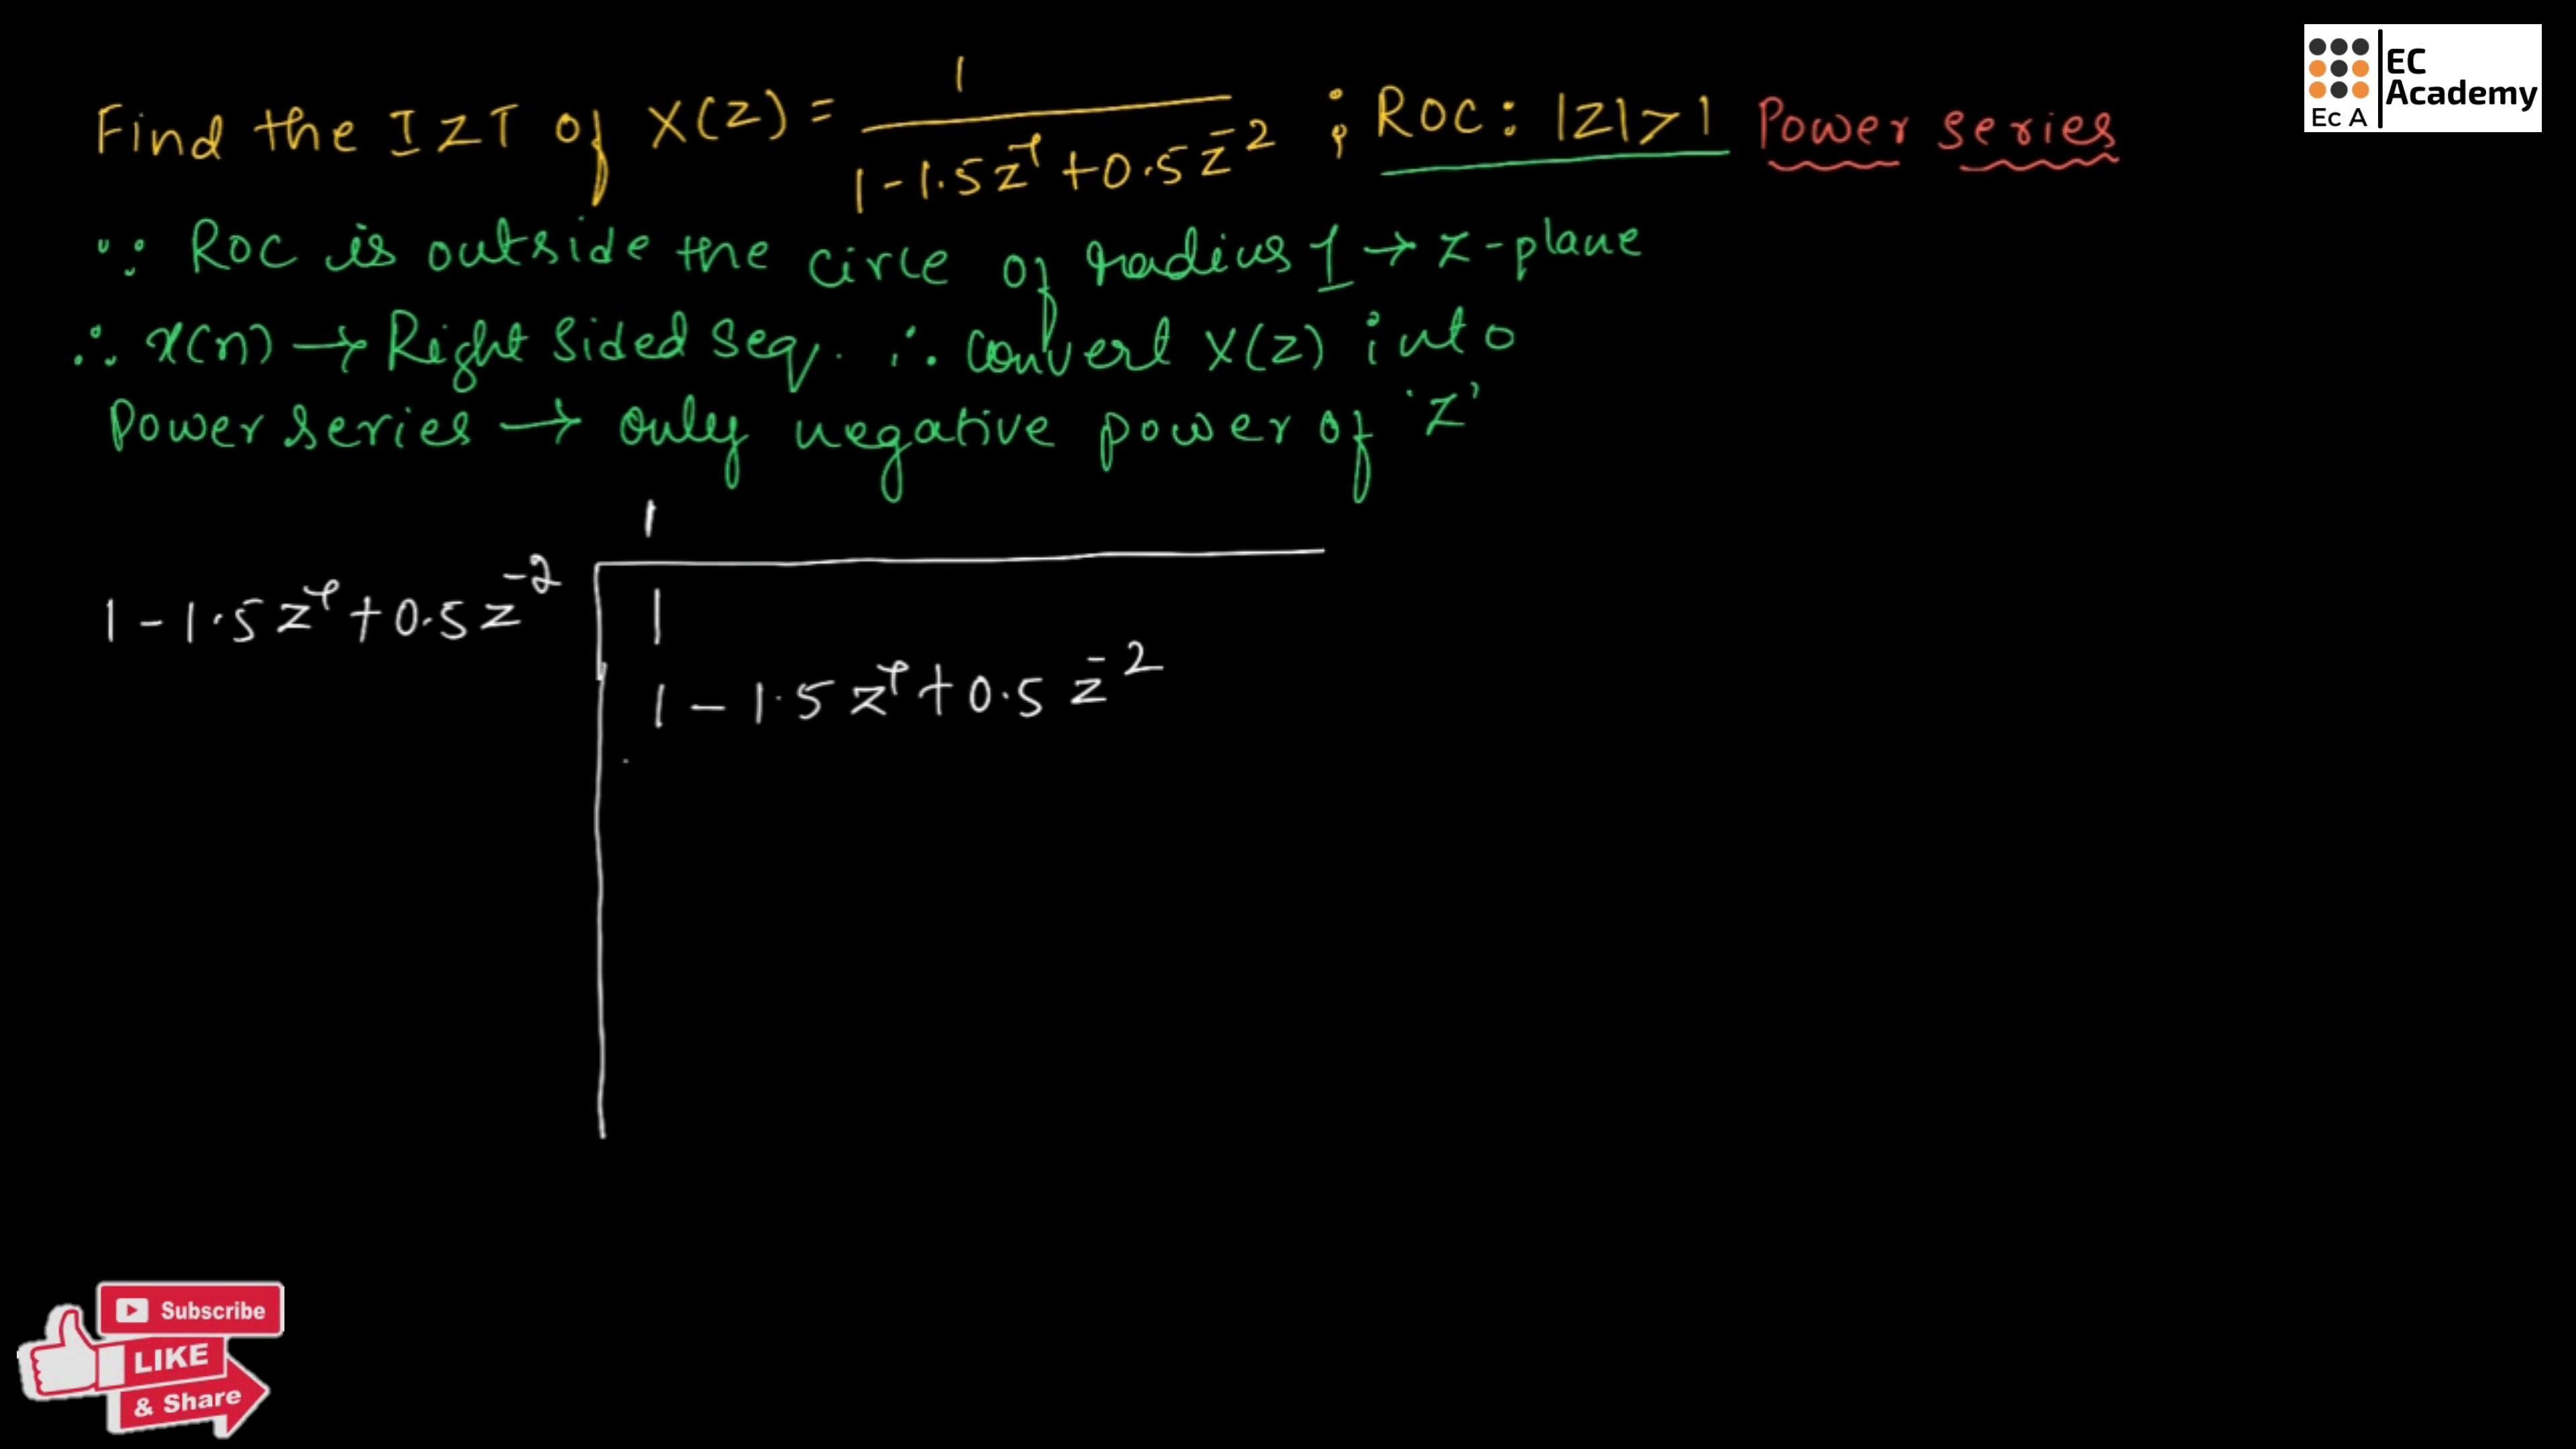 Find the IZT of X(Z) = 1 / (1-1.5z⁻¹+0.5z⁻²) ; ROC: |Z|>1 Power series
EC
Academy
Ec A
∵ ROC is outside the circle of radius 1 → z-plane
∴ x(n) → Right sided seq. ∴ convert X(Z) into
Power series → only negative power of 'Z'
1
1-1.5z⁻¹+0.5z⁻² 1
1-1.5z⁻¹+0.5z⁻²
Subscribe
LIKE
& Share